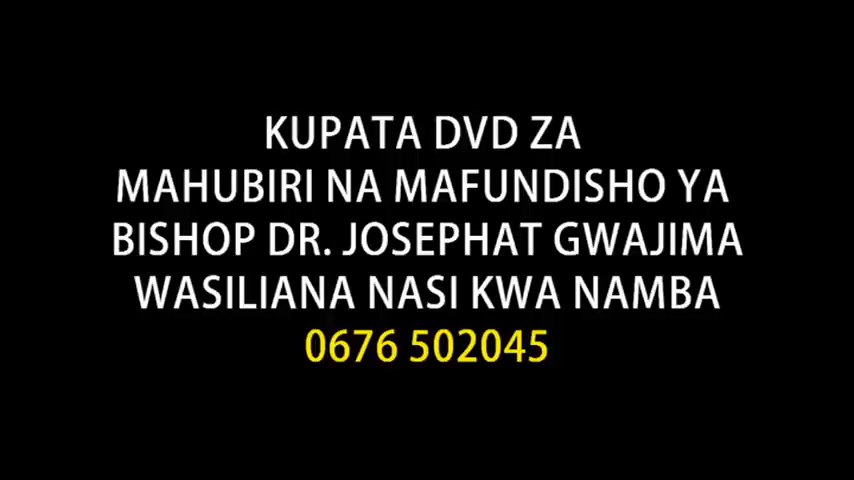 KUPATA DVD ZA
MAHUBIRI NA MAFUNDISHO YA
BISHOP DR. JOSEPHAT GWAJIMA
WASILIANA NASI KWA NAMBA
0676 502045